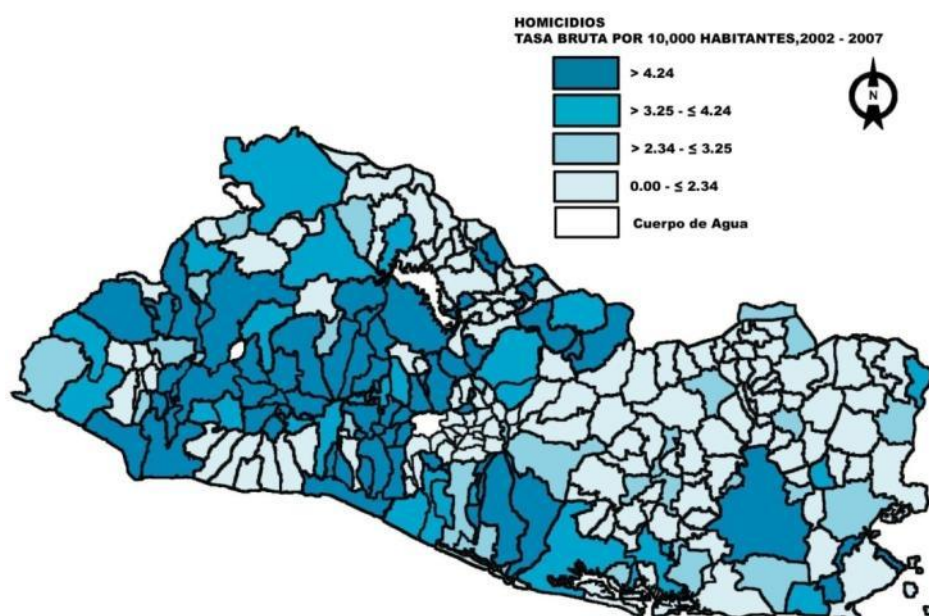 HOMICIDIOS
TASA BRUTA POR 10,000 HABITANTES,2002 - 2007
> 4.24
> 3.25 - ≤ 4.24
> 2.34 - ≤ 3.25
0.00 - ≤ 2.34
Cuerpo de Agua
N